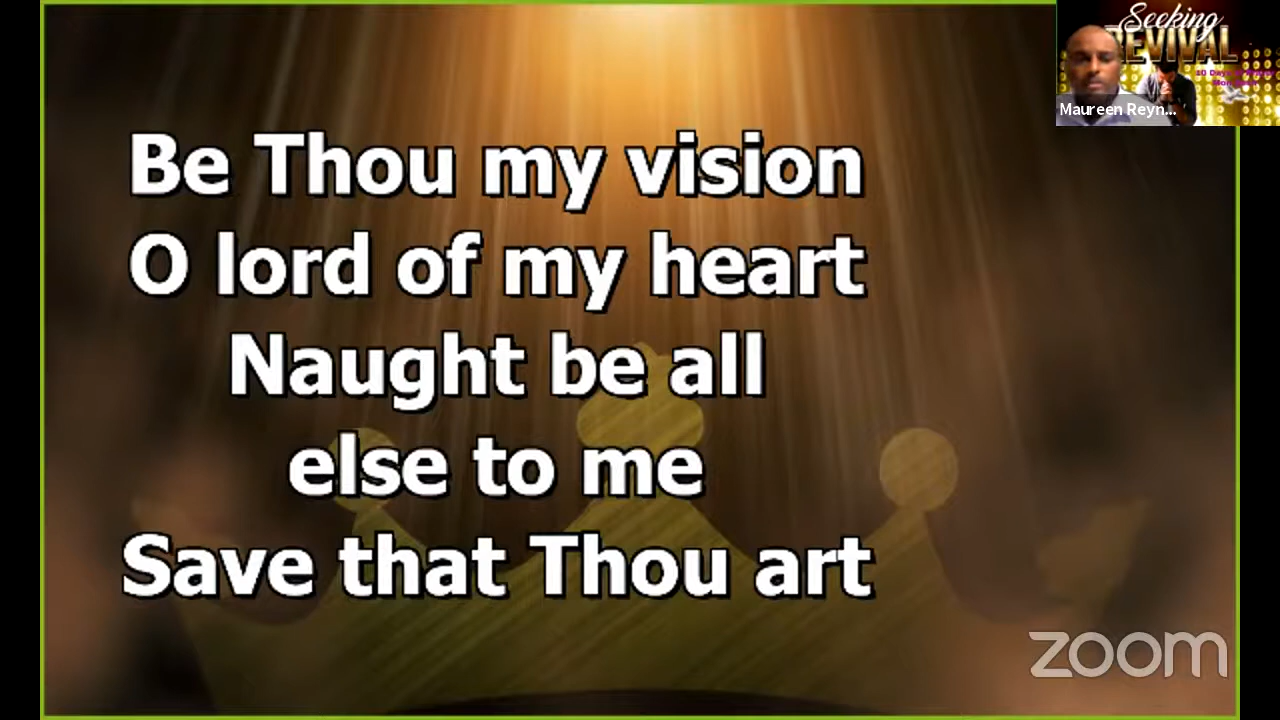 Seeking
REVIVAL
Maureen Reyn...
Be Thou my vision
O lord of my heart
Naught be all
else to me
Save that Thou art
zoom